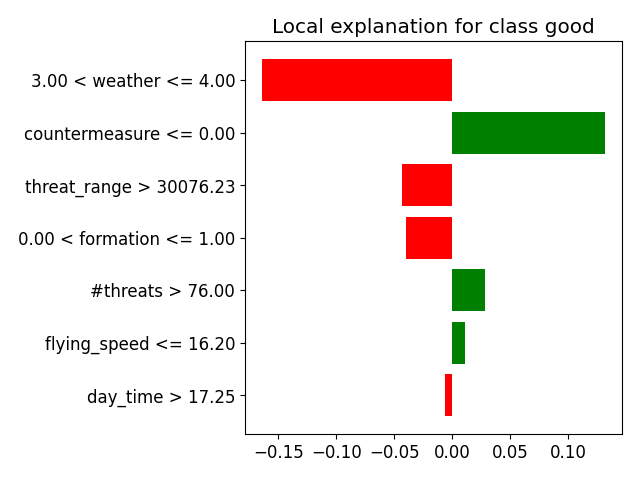 Local explanation for class good
3.00 < weather <= 4.00
countermeasure <= 0.00
threat_range > 30076.23
0.00 < formation <= 1.00
#threats > 76.00
flying_speed <= 16.20
day_time > 17.25
−0.15 −0.10 −0.05 0.00 0.05 0.10